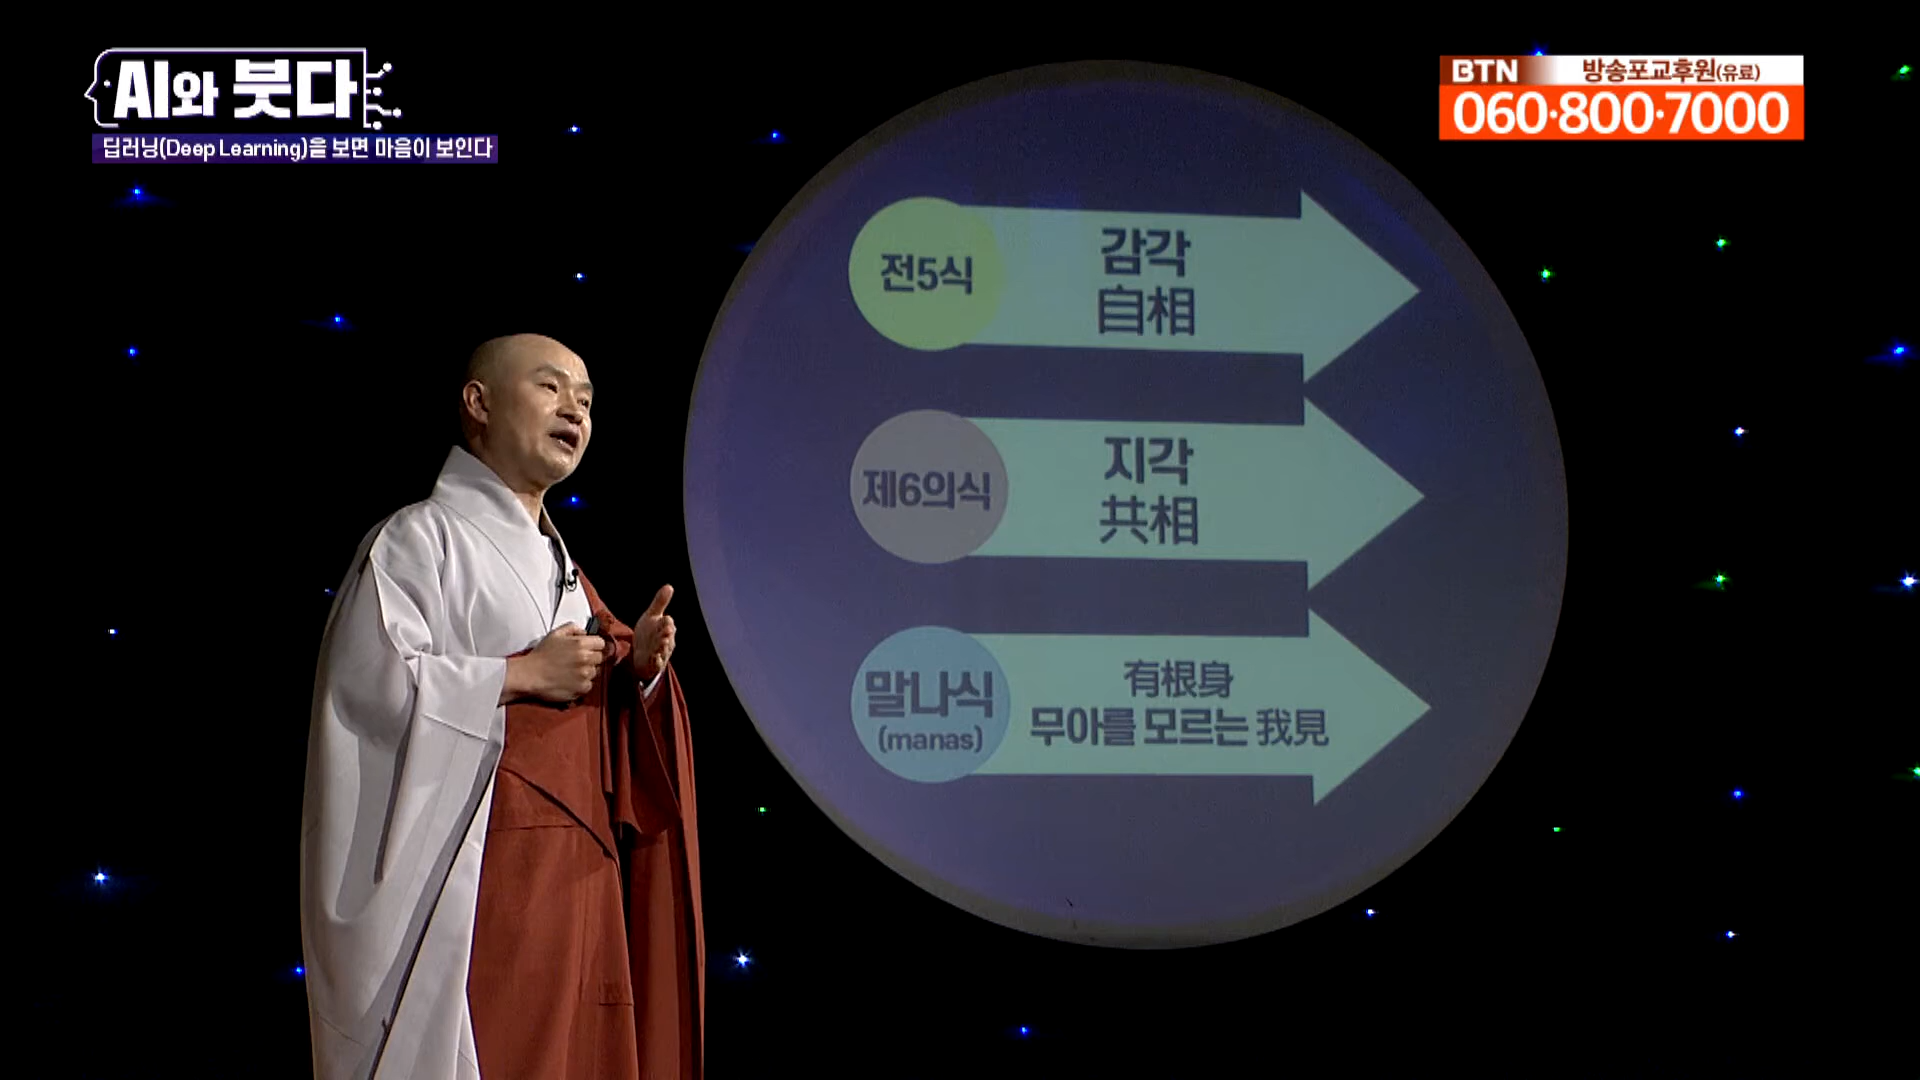 AI와 붓다
딥러닝(Deep Learning)을 보면 마음이 보인다
BTN 방송포교후원(유료)
060·800·7000
전5식
감각
自相
제6의식
지각
共相
말나식
(manas)
有根身
무아를 모르는 我見